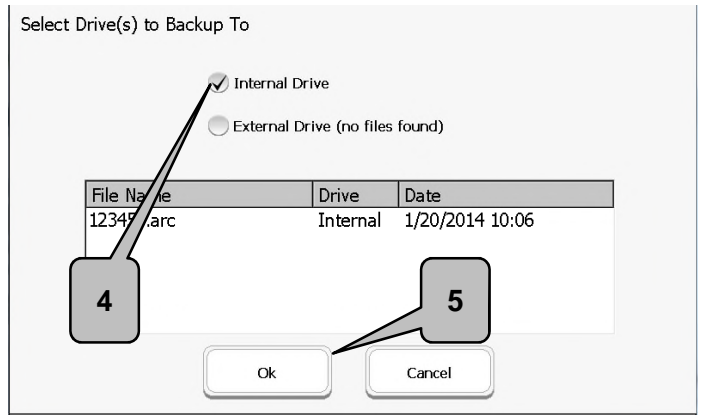 Select Drive(s) to Backup To
Internal Drive
External Drive (no files found)
File Name Drive Date
Internal 1/20/2014 10:06
4
5
Ok Cancel